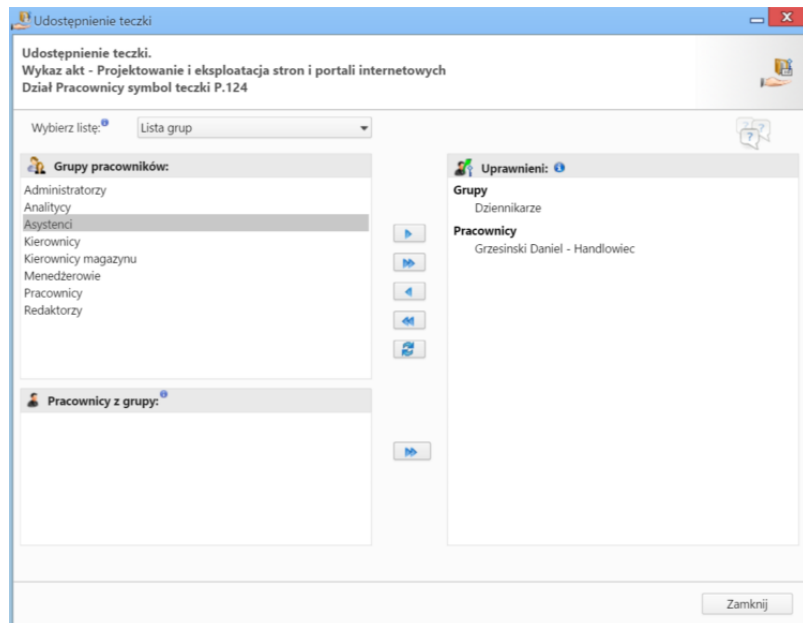 Udostępnienie teczki
Udostępnienie teczki.
Wykaz akt - Projektowanie i eksploatacja stron i portali internetowych
Dział Pracownicy symbol teczki P.124
Wybierz listę:
Lista grup
Grupy pracowników:
Administratorzy
Analitycy
Asystenci
Kierownicy
Kierownicy magazynu
Menedżerowie
Pracownicy
Redaktorzy
Pracownicy z grupy:
Uprawnieni:
Grupy
Dziennikarze
Pracownicy
Grzesinski Daniel - Handlowiec
Zamknij